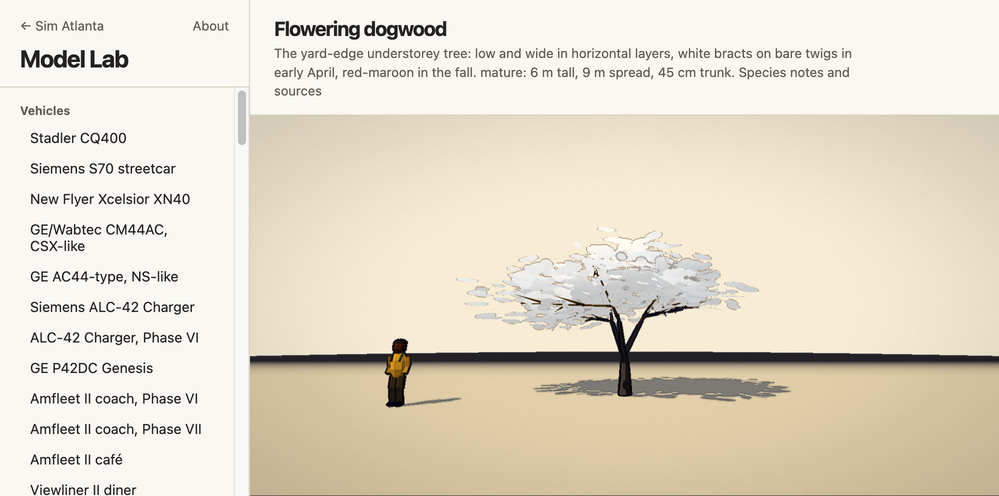 ← Sim Atlanta
About
Model Lab
Vehicles
Stadler CQ400
Siemens S70 streetcar
New Flyer Xcelsior XN40
GE/Wabtec CM44AC,
CSX-like
GE AC44-type, NS-like
Siemens ALC-42 Charger
ALC-42 Charger, Phase VI
GE P42DC Genesis
Amfleet II coach, Phase VI
Amfleet II coach, Phase VII
Amfleet II café
Viewliner II diner
Flowering dogwood
The yard-edge understorey tree: low and wide in horizontal layers, white bracts on bare twigs in
early April, red-maroon in the fall. mature: 6 m tall, 9 m spread, 45 cm trunk. Species notes and
sources